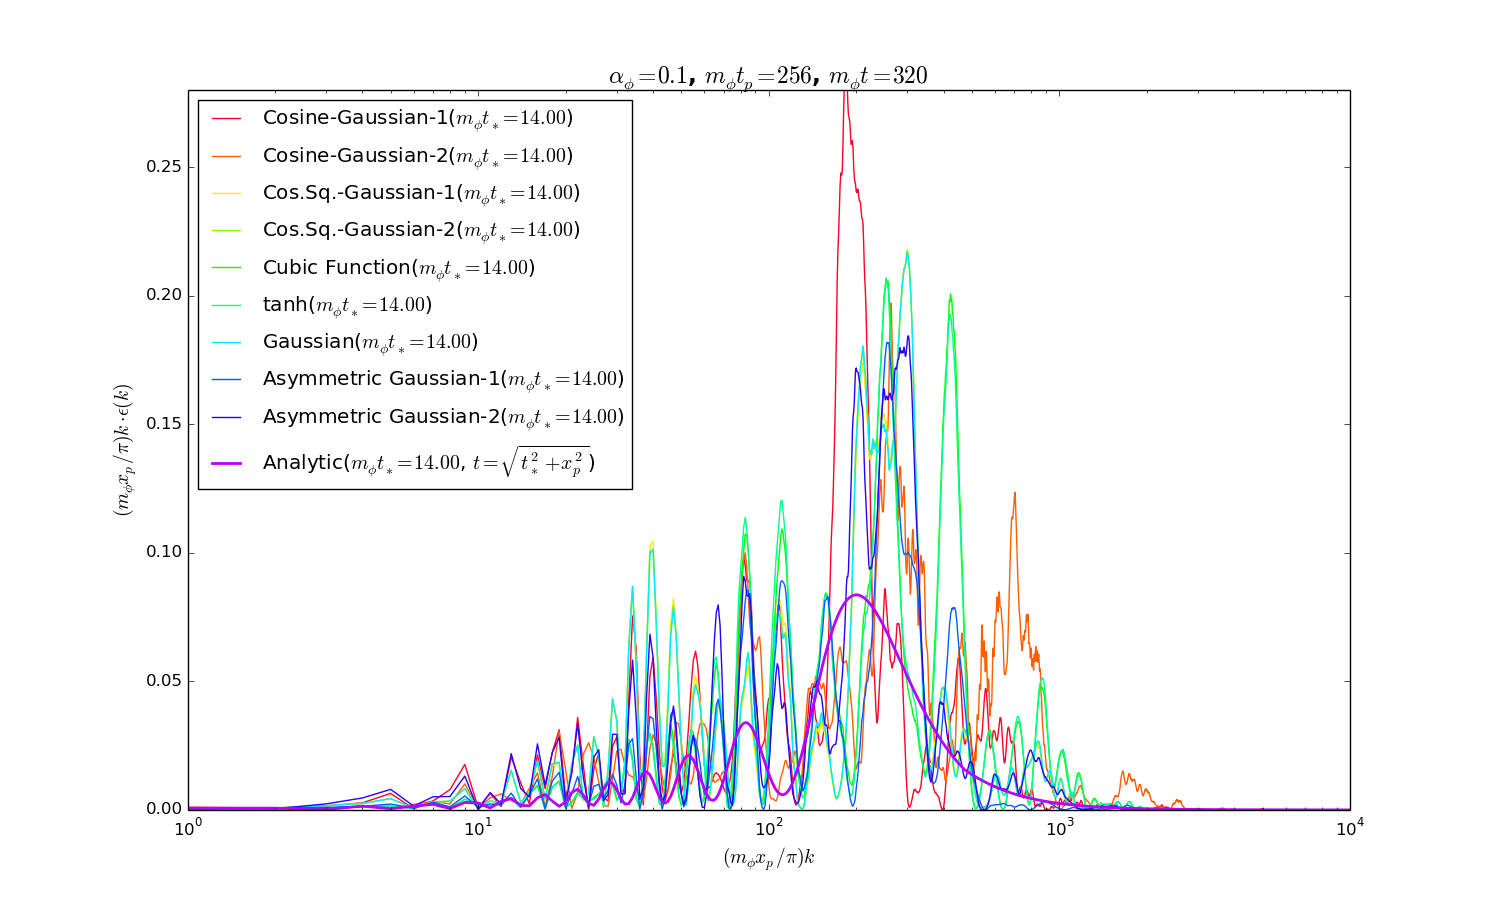 α_ϕ=0.1, m_ϕt_p=256, m_ϕt=320
Cosine-Gaussian-1(m_ϕt_*=14.00)
Cosine-Gaussian-2(m_ϕt_*=14.00)
Cos.Sq.-Gaussian-1(m_ϕt_*=14.00)
Cos.Sq.-Gaussian-2(m_ϕt_*=14.00)
Cubic Function(m_ϕt_*=14.00)
tanh(m_ϕt_*=14.00)
Gaussian(m_ϕt_*=14.00)
Asymmetric Gaussian-1(m_ϕt_*=14.00)
Asymmetric Gaussian-2(m_ϕt_*=14.00)
Analytic(m_ϕt_*=14.00, t=√(t_*^2+x_p^2))
(m_ϕx_p/π)k·ϵ(k)
0.25
0.20
0.15
0.10
0.05
0.00
10^0 10^1 10^2 10^3 10^4
(m_ϕx_p/π)k